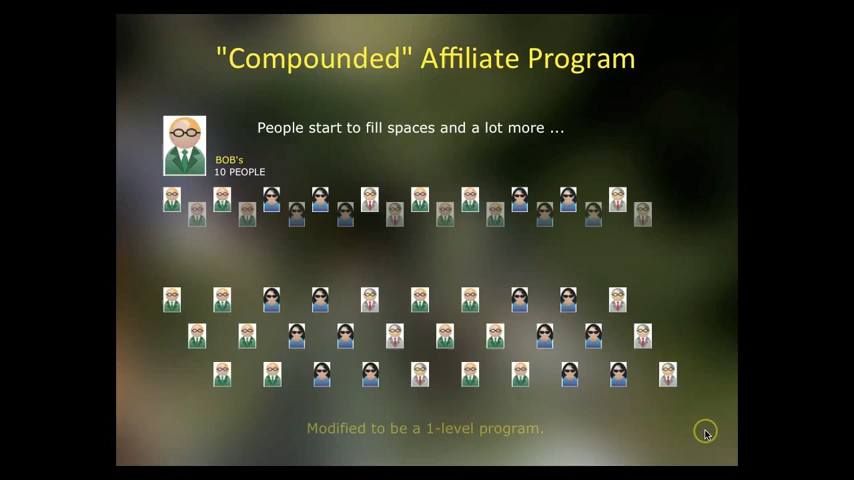 "Compounded" Affiliate Program
People start to fill spaces and a lot more ...
BOB's
10 PEOPLE
Modified to be a 1-level program.